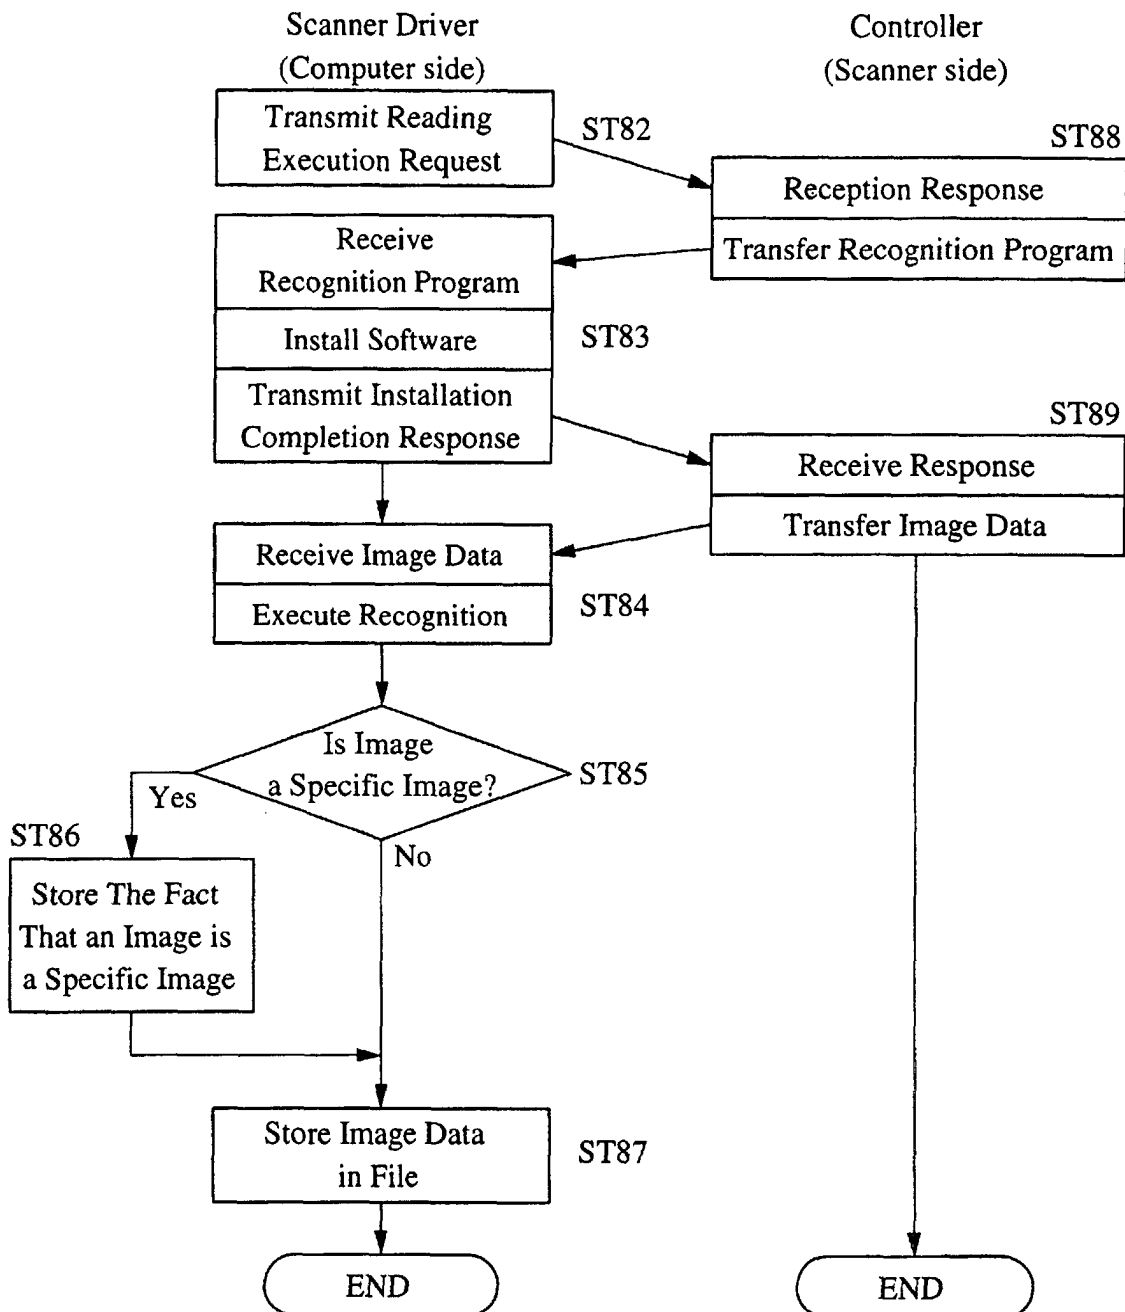 Scanner Driver
(Computer side)
Controller
(Scanner side)
Transmit Reading
Execution Request
ST82
ST88
Reception Response
Transfer Recognition Program
Receive
Recognition Program
Install Software
ST83
Transmit Installation
Completion Response
ST89
Receive Response
Transfer Image Data
Receive Image Data
Execute Recognition
ST84
Is Image
a Specific Image?
ST85
Yes
No
ST86
Store The Fact
That an Image is
a Specific Image
Store Image Data
in File
ST87
END
END